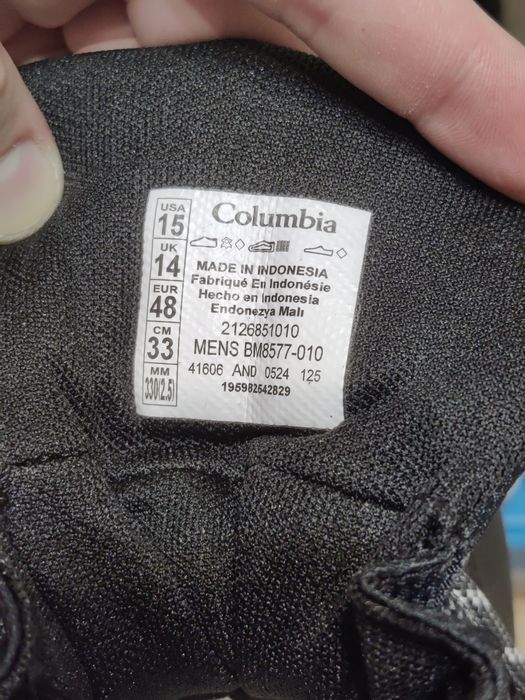 USA
15
UK
14
EUR
48
CM
33
MM
330(2.5)
Columbia
MADE IN INDONESIA
Fabriqué En Indonésie
Hecho en Indonesia
Endonezya Malı
2126851010
MENS BM8577-010
41606 AND 0524 125
195982542829